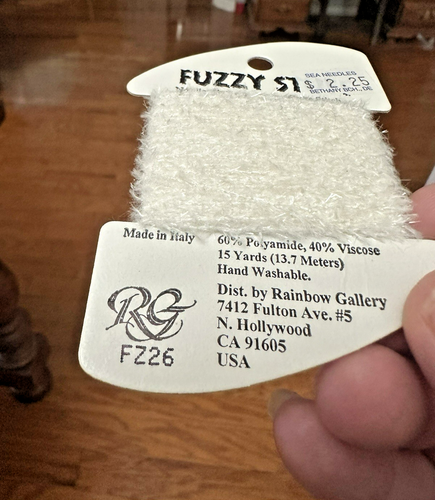 FUZZY ST
SEA NEEDLES
$ 2.25
BETHANY BCH., DE
Made in Italy
60% Polyamide, 40% Viscose
15 Yards (13.7 Meters)
Hand Washable.
Dist. by Rainbow Gallery
7412 Fulton Ave. #5
N. Hollywood
CA 91605
USA
RG
FZ26